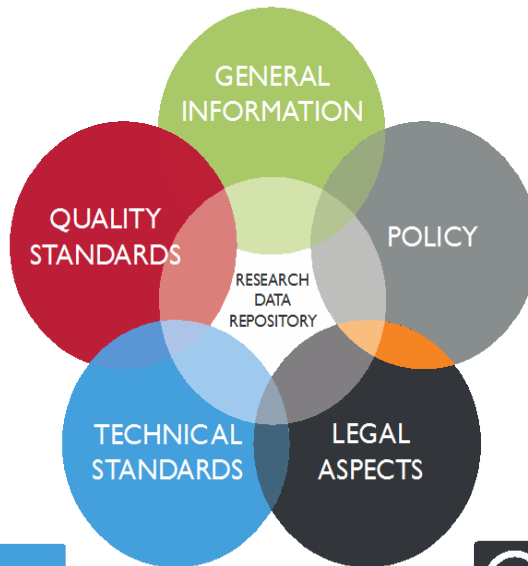 GENERAL
INFORMATION
QUALITY
STANDARDS
POLICY
RESEARCH
DATA
REPOSITORY
TECHNICAL
STANDARDS
LEGAL
ASPECTS